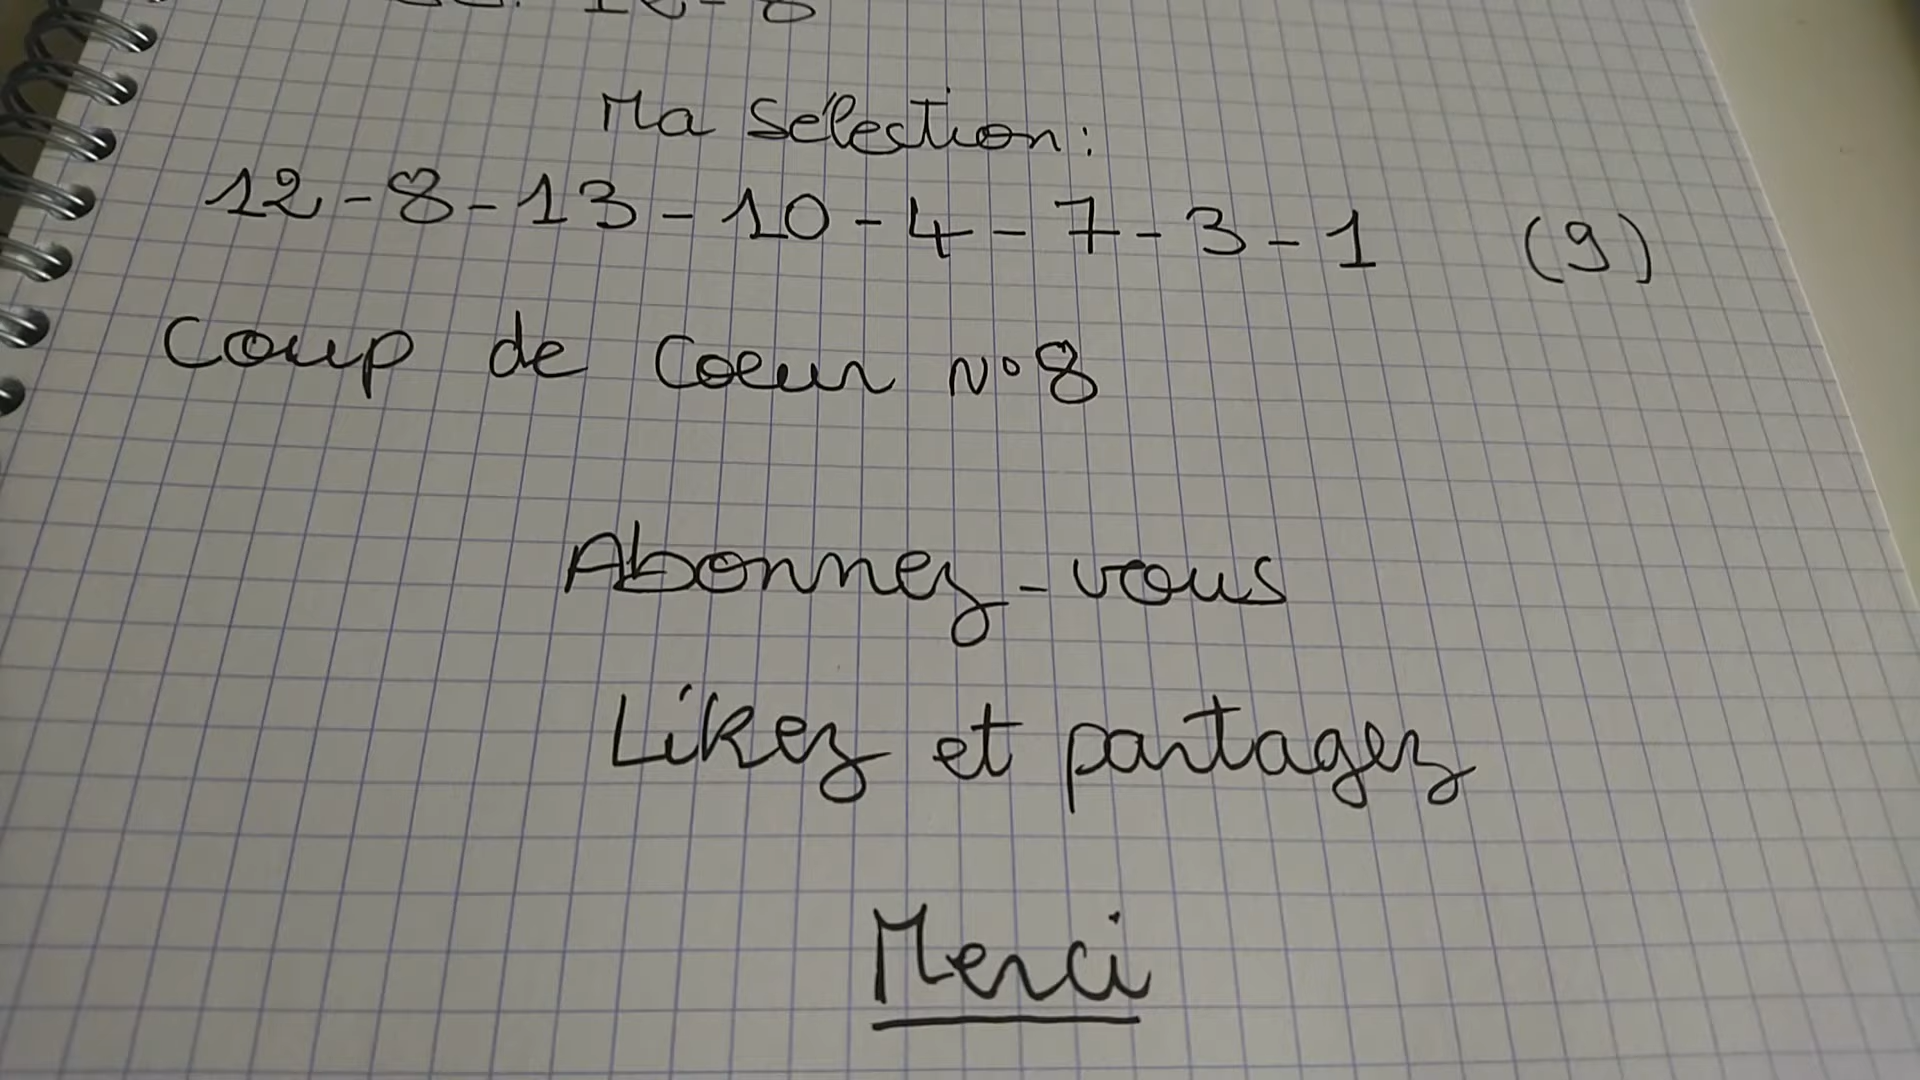 Ma Sélection:
12-8-13-10-4-7-3-1 (9)
Coup de Coeur N°8
Abonnez-vous
Likez et partagez
Merci